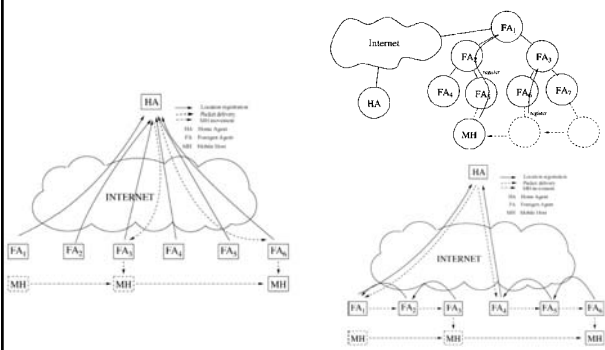 HA
Location registration
Packet delivery
MH movement
HA Home Agent
FA Foreign Agent
MH Mobile Host
INTERNET
FA1 FA2 FA3 FA4 FA5 FA6
MH MH MH
Internet
FA1
FA2 FA3
register
FA4 FA5 FA6 FA7
HA
register
MH
HA
Location registration
Packet delivery
MH movement
HA Home Agent
FA Foreign Agent
MH Mobile Host
INTERNET
FA1 FA2 FA3 FA4 FA5 FA6
MH MH MH